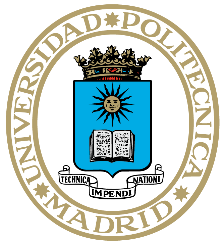 UNIVERSIDAD POLITECNICA
MADRID
TECHNICA IMPENDI NATIONI